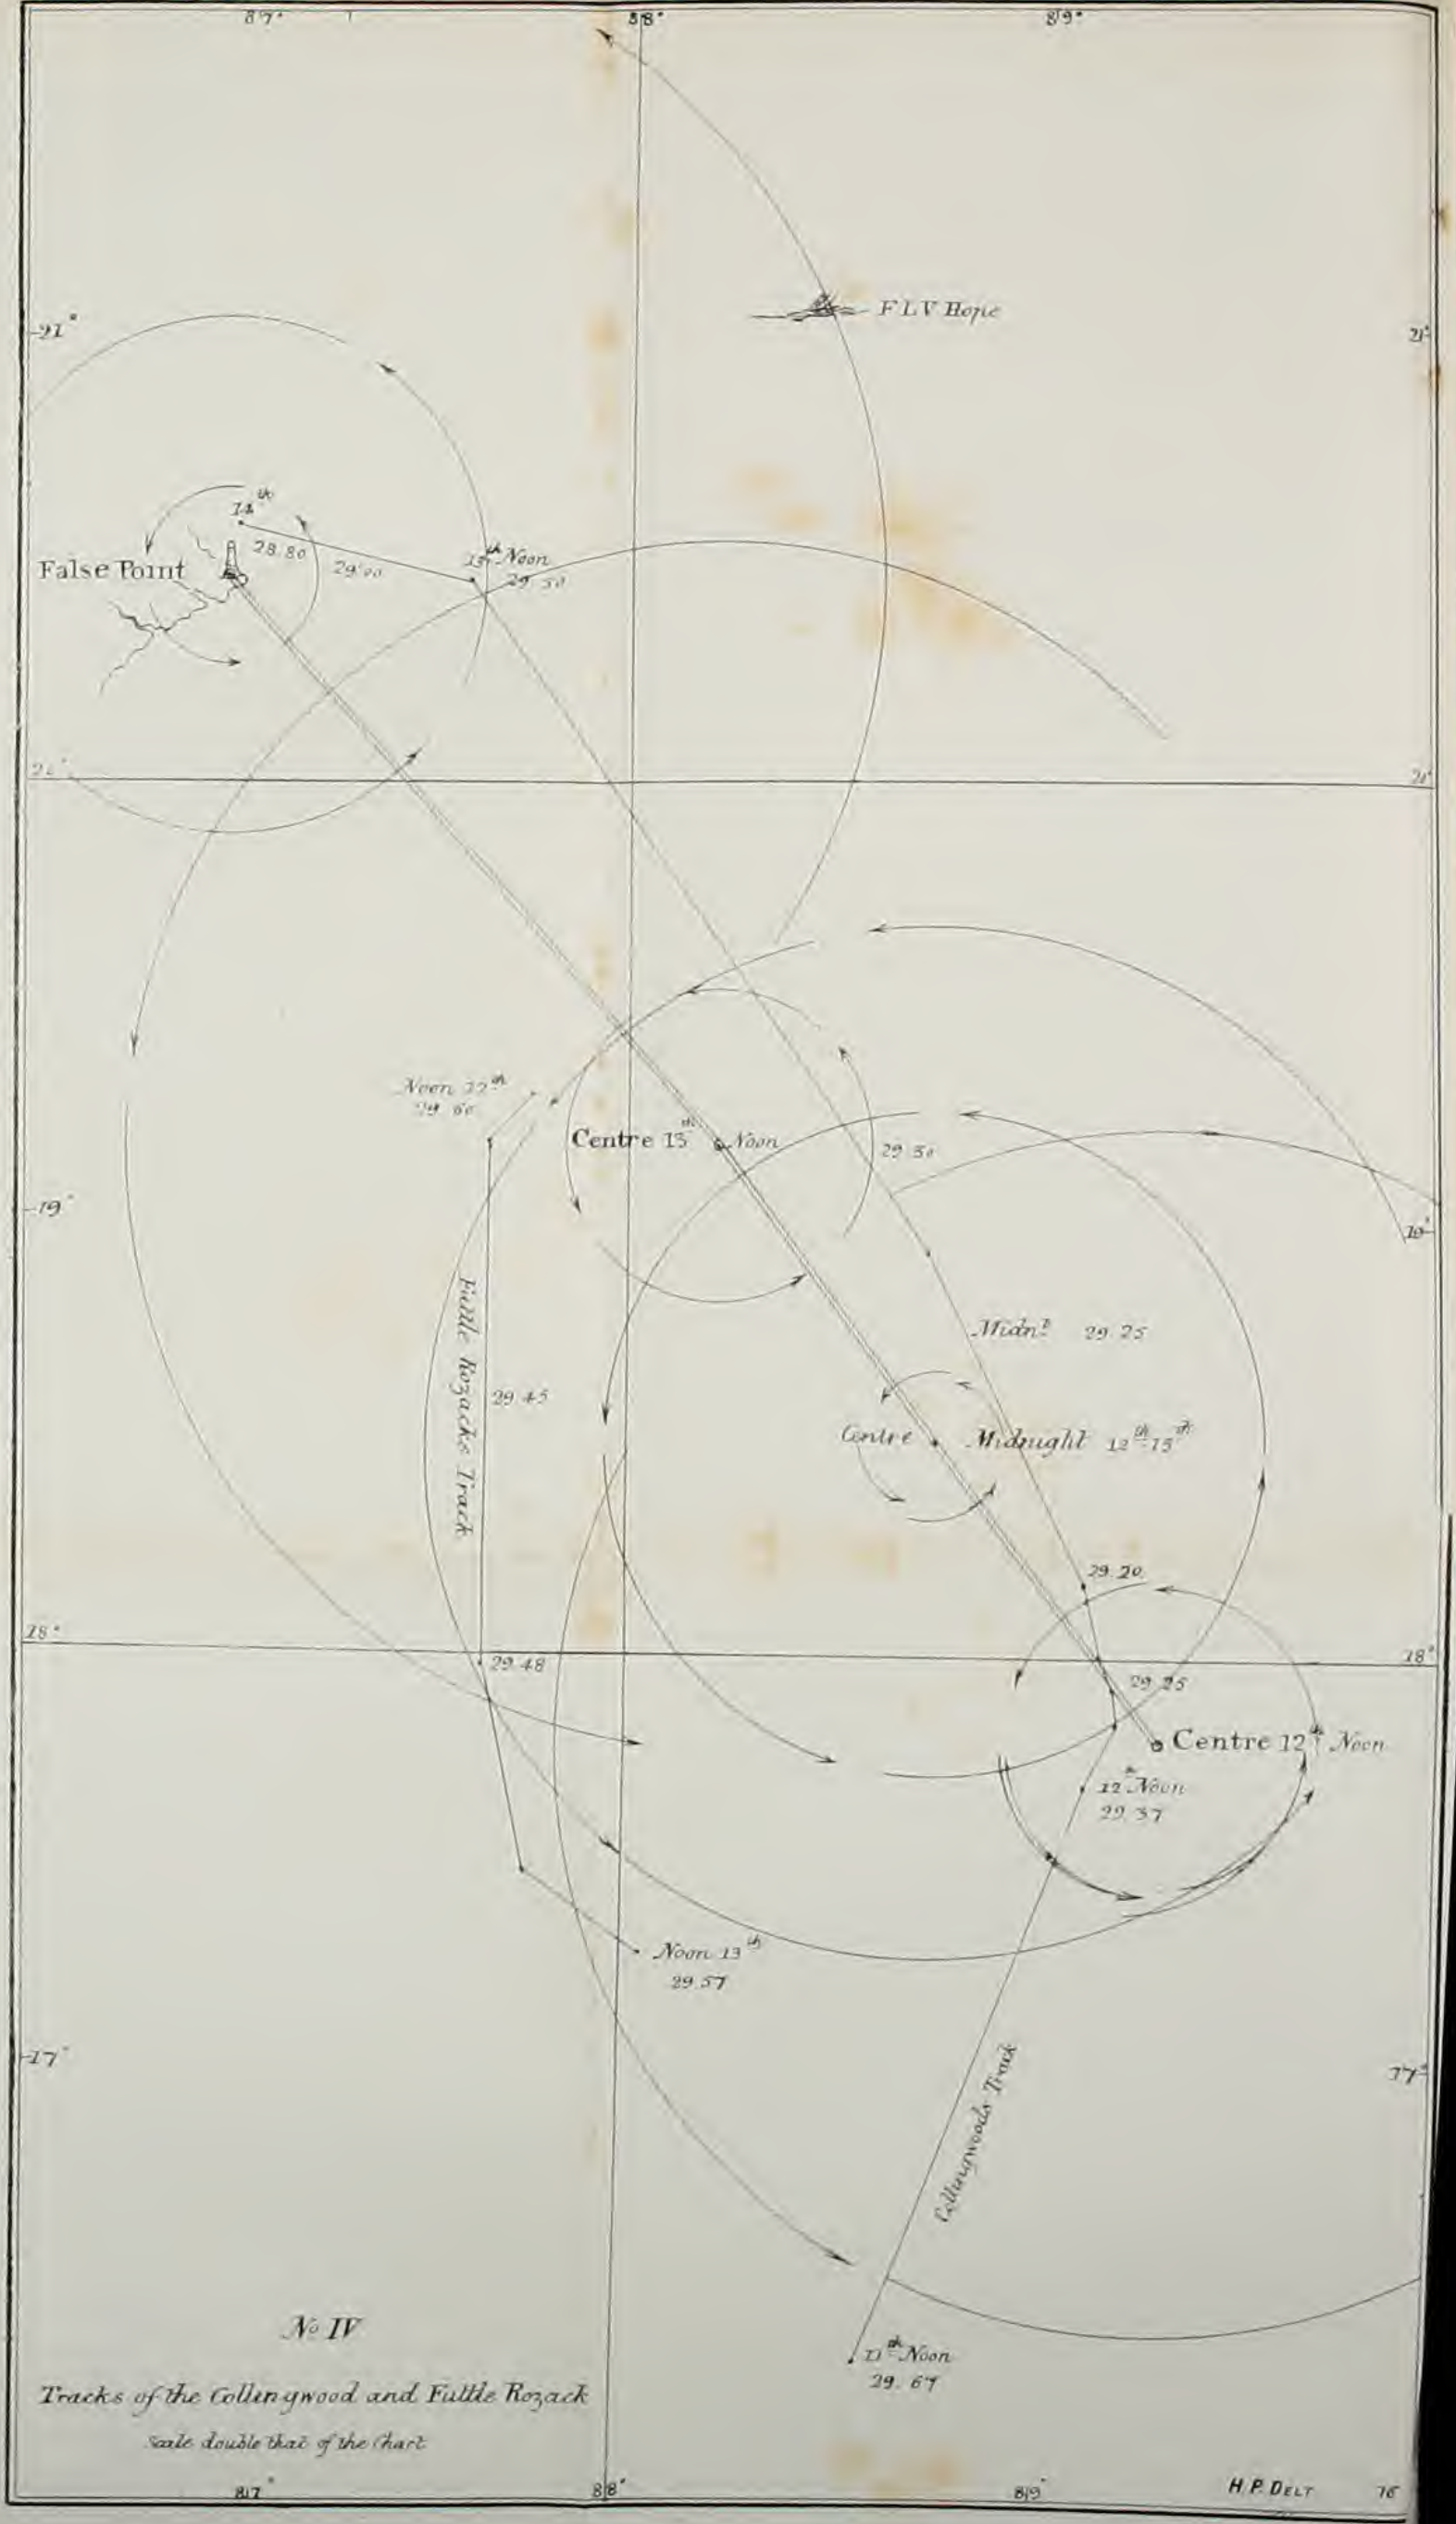 87°
88°
89°
F L V Hope
21°
21°
14th
28.80
29.00
False Point
13th Noon
29.50
20°
Noon 12th
29 60
Centre 13th Noon
29 30
19°
Midnt 29 25
Futtle Rozacks Track
29 45
Centre
Midnight 12th
29.20
18°
18°
29.48
29 25
Centre 12th Noon
12th Noon
29.37
Noon 13th
29.57
17°
17°
Collingwoods Track
No IV
11th Noon
29. 67
Tracks of the Collingwood and Futtle Rozack
Scale double that of the Chart
87°
88°
89°
H.P. DELT